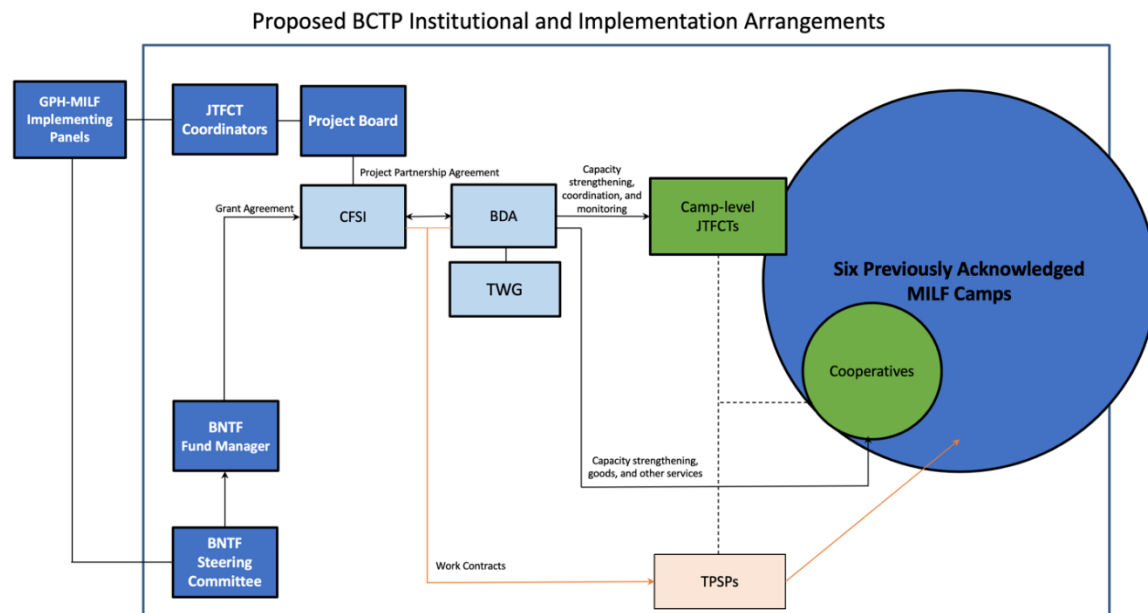 Proposed BCTP Institutional and Implementation Arrangements
GPH-MILF
Implementing
Panels
JTFCT
Coordinators
Project Board
Project Partnership Agreement
Capacity
strengthening,
coordination, and
monitoring
Grant Agreement
CFSI
BDA
Camp-level
JTFCTs
TWG
Six Previously Acknowledged
MILF Camps
Cooperatives
BNTF
Fund Manager
Capacity strengthening,
goods, and other services
BNTF
Steering
Committee
Work Contracts
TPSPs